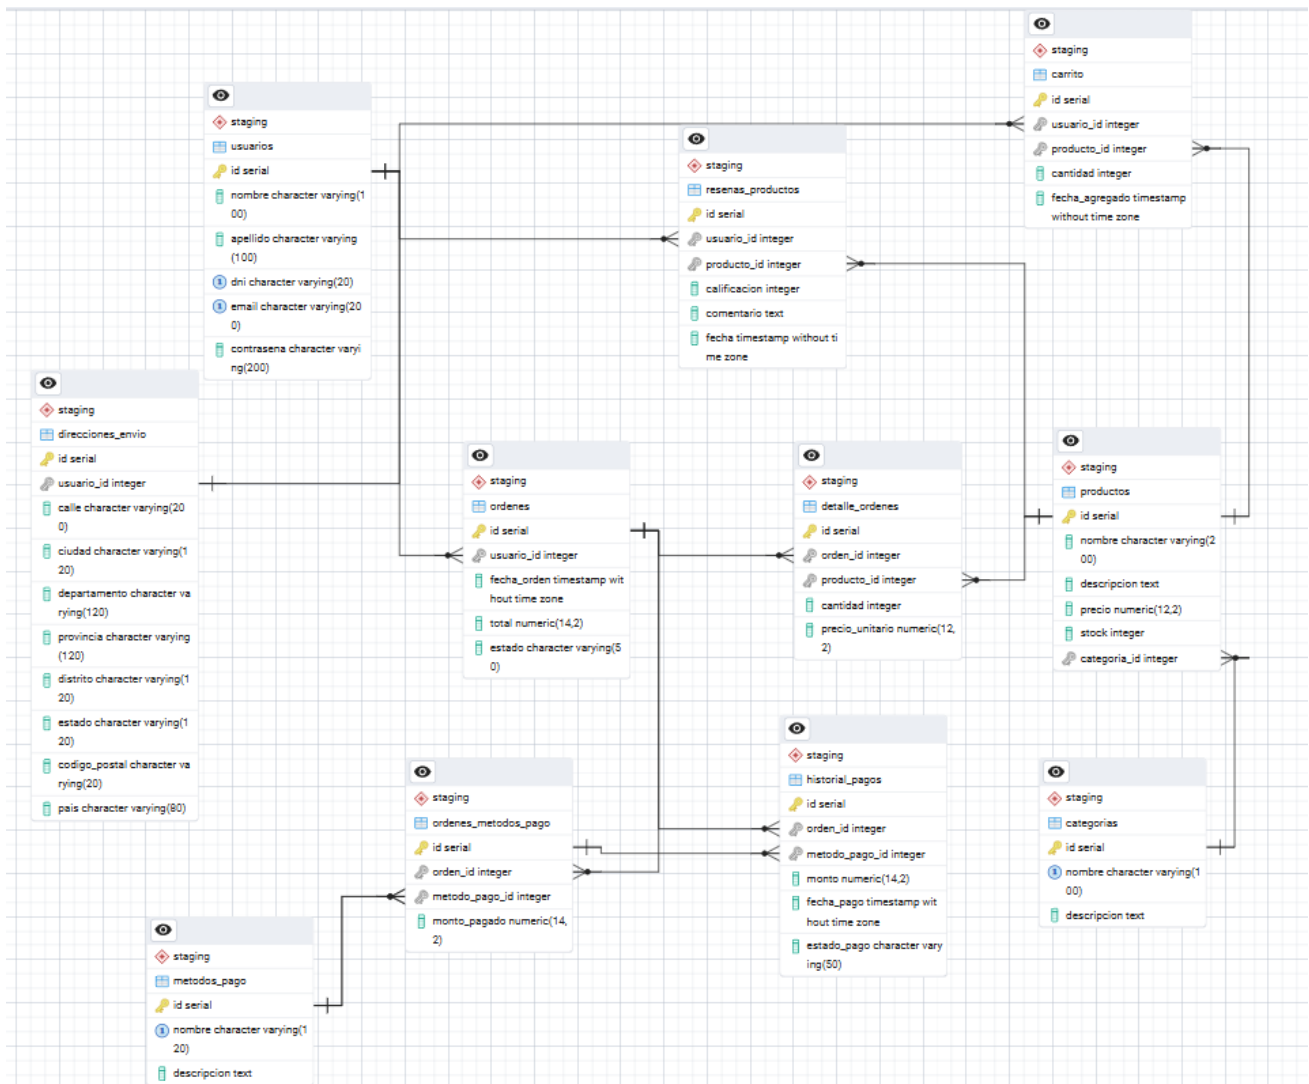 staging
carrito
id serial
usuario_id integer
producto_id integer
cantidad integer
fecha_agregado timestamp
without time zone
staging
usuarios
id serial
nombre character varying(1
00)
apellido character varying
(100)
dni character varying(20)
email character varying(20
0)
contrasena character varyi
ng(200)
staging
resenas_productos
id serial
usuario_id integer
producto_id integer
calificacion integer
comentario text
fecha timestamp without ti
me zone
staging
direcciones_envio
id serial
usuario_id integer
calle character varying(20
0)
ciudad character varying(1
20)
departamento character va
rying(120)
provincia character varying
(120)
distrito character varying(1
20)
estado character varying(1
20)
codigo_postal character va
rying(20)
pais character varying(80)
staging
ordenes
id serial
usuario_id integer
fecha_orden timestamp wit
hout time zone
total numeric(14,2)
estado character varying(5
0)
staging
detalle_ordenes
id serial
orden_id integer
producto_id integer
cantidad integer
precio_unitario numeric(12,
2)
staging
productos
id serial
nombre character varying(2
00)
descripcion text
precio numeric(12,2)
stock integer
categoria_id integer
staging
ordenes_metodos_pago
id serial
orden_id integer
metodo_pago_id integer
monto_pagado numeric(14,
2)
staging
historial_pagos
id serial
orden_id integer
metodo_pago_id integer
monto numeric(14,2)
fecha_pago timestamp wit
hout time zone
estado_pago character vary
ing(50)
staging
categorias
id serial
nombre character varying(1
00)
descripcion text
staging
metodos_pago
id serial
nombre character varying(1
20)
descripcion text